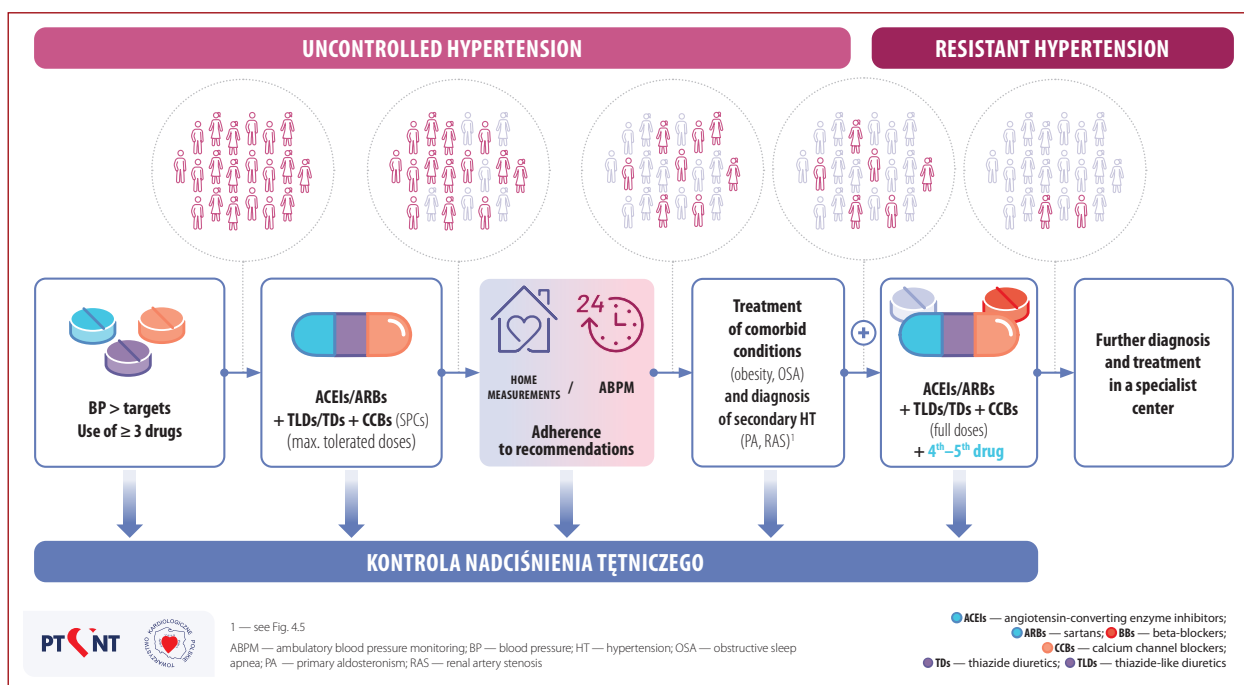 UNCONTROLLED HYPERTENSION
RESISTANT HYPERTENSION
BP > targets
Use of ≥ 3 drugs
ACEIs/ARBs
+ TLDs/TDs + CCBs (SPCs)
(max. tolerated doses)
24
HOME
MEASUREMENTS / ABPM
Adherence
to recommendations
Treatment
of comorbid
conditions
(obesity, OSA)
and diagnosis
of secondary HT
(PA, RAS)¹
+
ACEIs/ARBs
+ TLDs/TDs + CCBs
(full doses)
+ 4th–5th drug
Further diagnosis
and treatment
in a specialist
center
KONTROLA NADCIŚNIENIA TĘTNICZEGO
PT NT
POLSKIE TOWARZYSTWO KARDIOLOGICZNE
1 — see Fig. 4.5
ABPM — ambulatory blood pressure monitoring; BP — blood pressure; HT — hypertension; OSA — obstructive sleep
apnea; PA — primary aldosteronism; RAS — renal artery stenosis
ACEIs — angiotensin-converting enzyme inhibitors;
ARBs — sartans; BBs — beta-blockers;
CCBs — calcium channel blockers;
TDs — thiazide diuretics; TLDs — thiazide-like diuretics